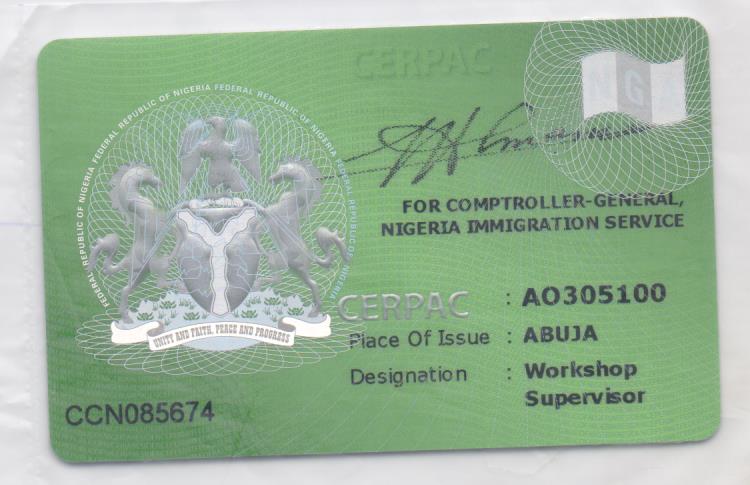 CERPAC
NGA
FEDERAL REPUBLIC OF NIGERIA FEDERAL REPUBLIC OF NIGERIA FEDERAL REPUBLIC OF NIGERIA FEDERAL REPUBLIC OF NIGERIA
FOR COMPTROLLER-GENERAL,
NIGERIA IMMIGRATION SERVICE
CERPAC : AO305100
Place Of Issue : ABUJA
Designation : Workshop
Supervisor
UNITY AND FAITH, PEACE AND PROGRESS
CCN085674